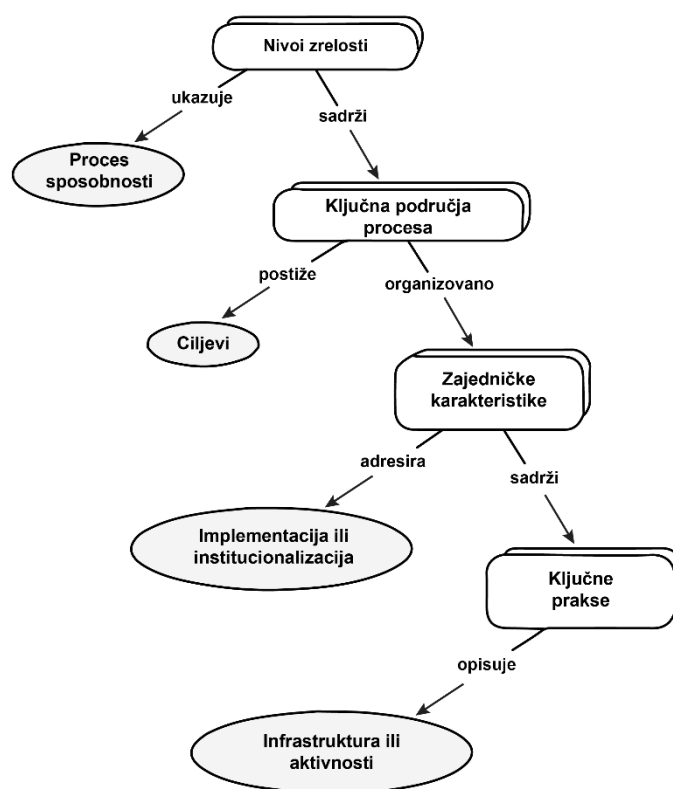 Nivoi zrelosti
ukazuje
sadrži
Proces
sposobnosti
Ključna područja
procesa
postiže
organizovano
Ciljevi
Zajedničke
karakteristike
adresira
sadrži
Implementacija ili
institucionalizacija
Ključne
prakse
opisuje
Infrastruktura ili
aktivnosti